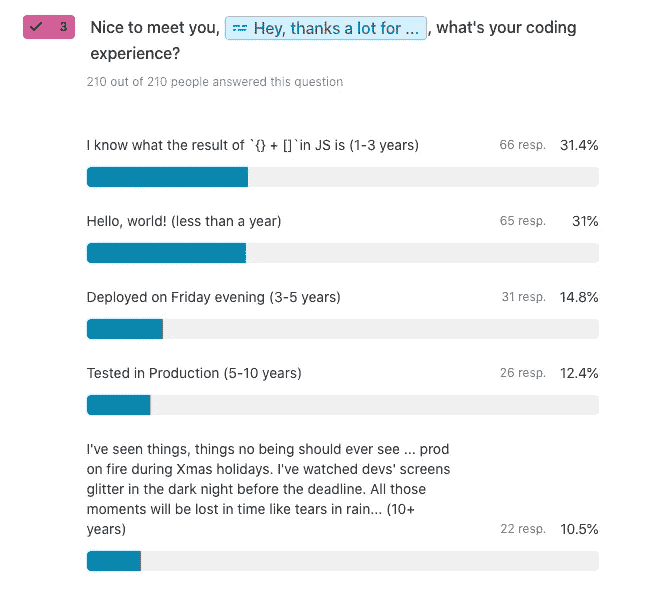 3 Nice to meet you, Hey, thanks a lot for ... , what's your coding
experience?
210 out of 210 people answered this question
I know what the result of `{} + []`in JS is (1-3 years) 66 resp. 31.4%
Hello, world! (less than a year) 65 resp. 31%
Deployed on Friday evening (3-5 years) 31 resp. 14.8%
Tested in Production (5-10 years) 26 resp. 12.4%
I've seen things, things no being should ever see ... prod
on fire during Xmas holidays. I've watched devs' screens
glitter in the dark night before the deadline. All those
moments will be lost in time like tears in rain... (10+
years) 22 resp. 10.5%